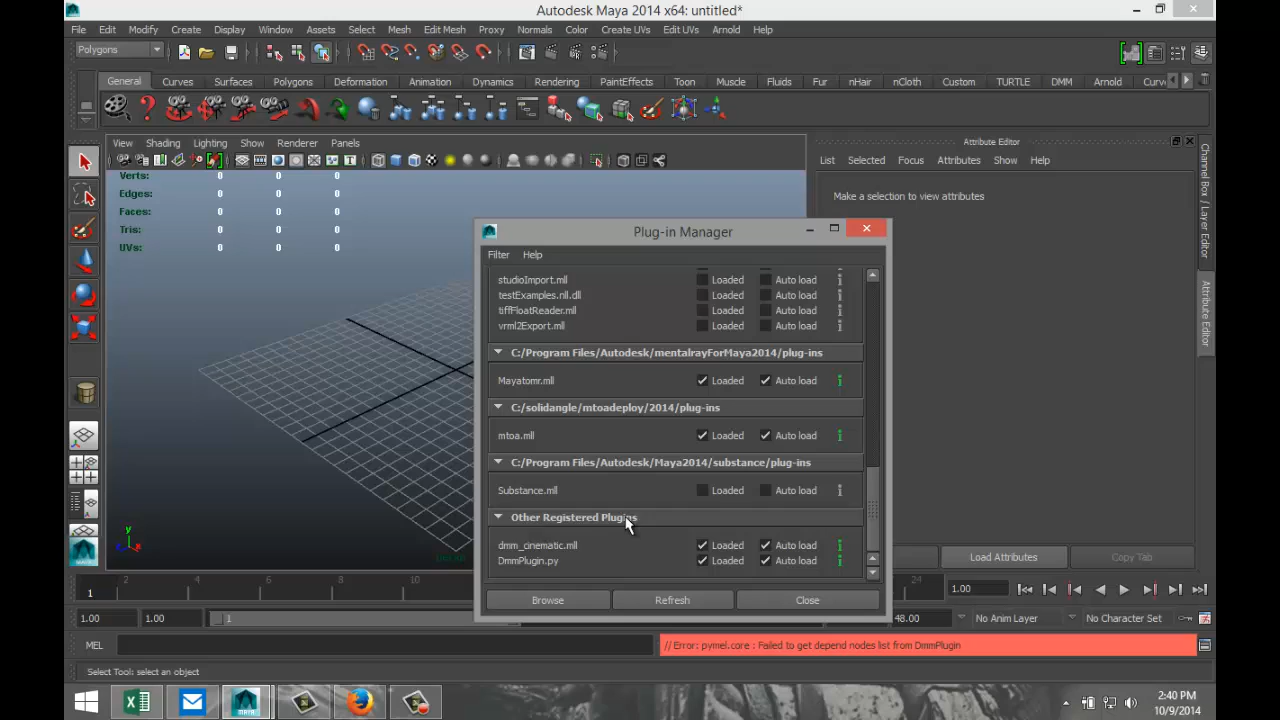 Autodesk Maya 2014 x64: untitled*
File Edit Modify Create Display Window Assets Select Mesh Edit Mesh Proxy Normals Color Create UVs Edit UVs Arnold Help
Polygons
General Curves Surfaces Polygons Deformation Animation Dynamics Rendering PaintEffects Toon Muscle Fluids Fur nHair nCloth Custom TURTLE DMM Arnold Curv
View Shading Lighting Show Renderer Panels
Attribute Editor
List Selected Focus Attributes Show Help
Make a selection to view attributes
Verts: 0 0 0
Edges: 0 0 0
Faces: 0 0 0
Tris: 0 0 0
UVs: 0 0 0
Channel Box / Layer Editor
Attribute Editor
Plug-in Manager
Filter Help
studioImport.mll Loaded Auto load i
testExamples.nll.dll Loaded Auto load i
tiffFloatReader.mll Loaded Auto load i
vrml2Export.mll Loaded Auto load i
C:/Program Files/Autodesk/mentalrayForMaya2014/plug-ins
Mayatomr.mll Loaded Auto load i
C:/solidangle/mtoadeploy/2014/plug-ins
mtoa.mll Loaded Auto load i
C:/Program Files/Autodesk/Maya2014/substance/plug-ins
Substance.mll Loaded Auto load i
Other Registered Plugins
dmm_cinematic.mll Loaded Auto load i
DmmPlugin.py Loaded Auto load i
Browse Refresh Close
y
x
z
Load Attributes Copy Tab
1 2 4 6 8 10 24 1.00
1.00 1.00 1 48.00 No Anim Layer No Character Set
MEL // Error: pymel.core : Failed to get depend nodes list from DmmPlugin
Select Tool: select an object
2:40 PM
10/9/2014